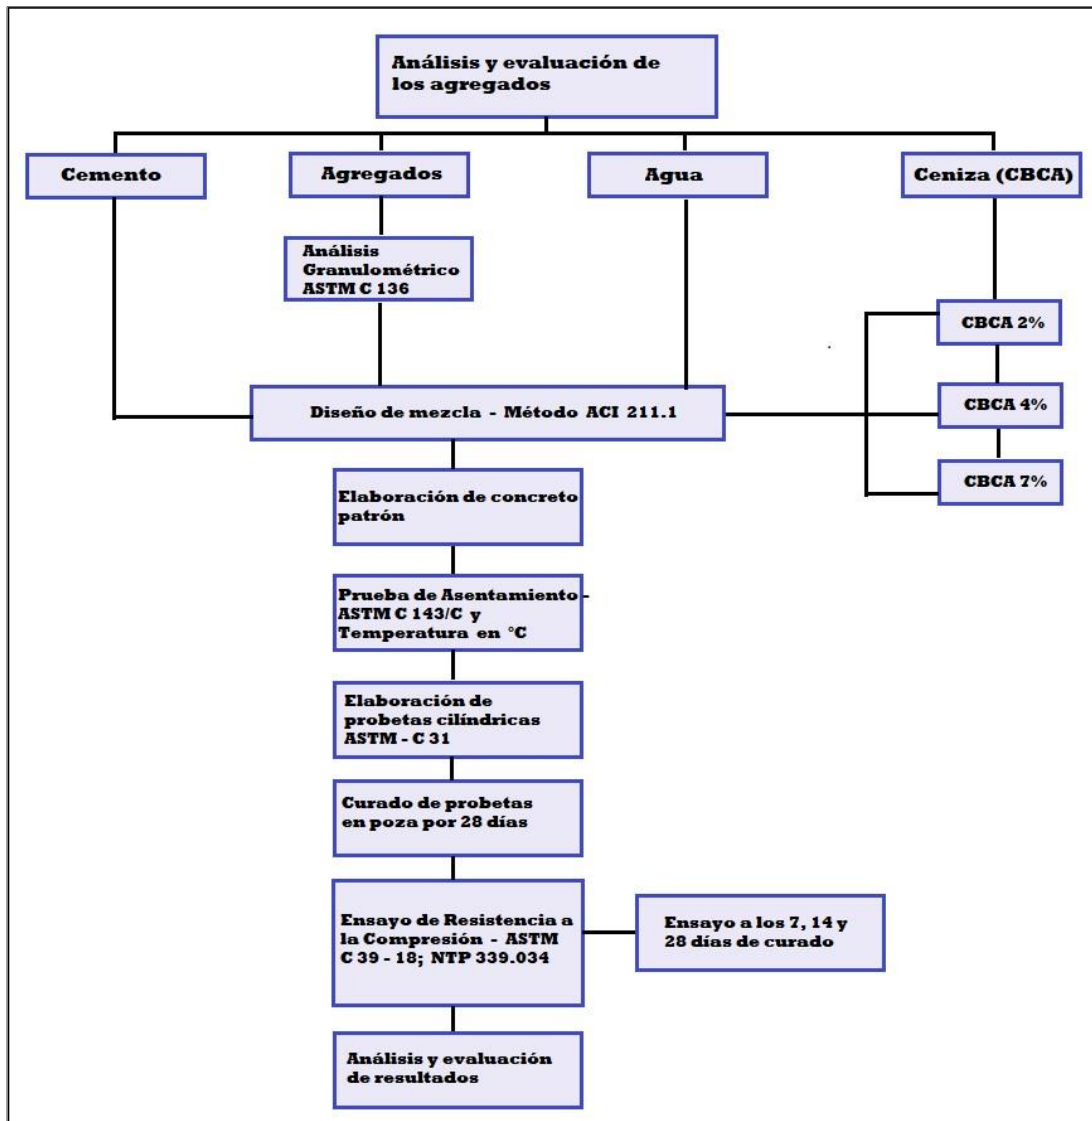 Análisis y evaluación de
los agregados
Cemento
Agregados
Agua
Ceniza (CBCA)
Análisis
Granulométrico
ASTM C 136
CBCA 2%
CBCA 4%
CBCA 7%
Diseño de mezcla - Método ACI 211.1
Elaboración de concreto
patrón
Prueba de Asentamiento -
ASTM C 143/C y
Temperatura en °C
Elaboración de
probetas cilíndricas
ASTM - C 31
Curado de probetas
en poza por 28 días
Ensayo de Resistencia a
la Compresión - ASTM
C 39 - 18; NTP 339.034
Ensayo a los 7, 14 y
28 días de curado
Análisis y evaluación
de resultados